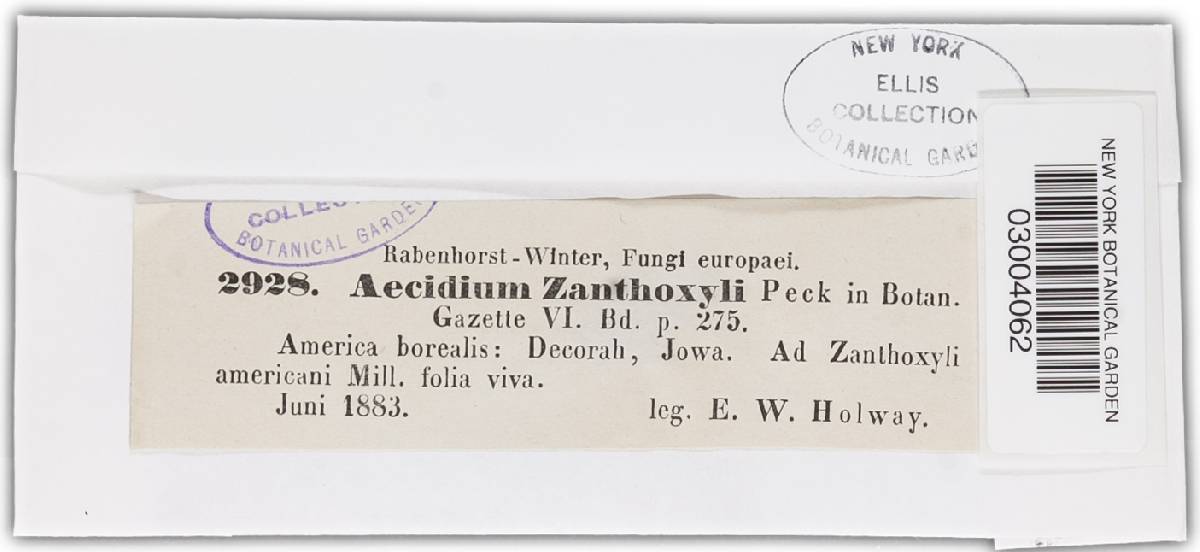 NEW YORK
ELLIS
COLLECTION
BOTANICAL GARD
BOTANICAL GARDEN
Rabenhorst-Winter, Fungi europaei.
2928. Aecidium Zanthoxyli Peck in Botan.
Gazette VI. Bd. p. 275.
America borealis: Decorah, Jowa. Ad Zanthoxyli
americani Mill. folia viva.
Juni 1883. leg. E. W. Holway.
NEW YORK BOTANICAL GARDEN
03004062